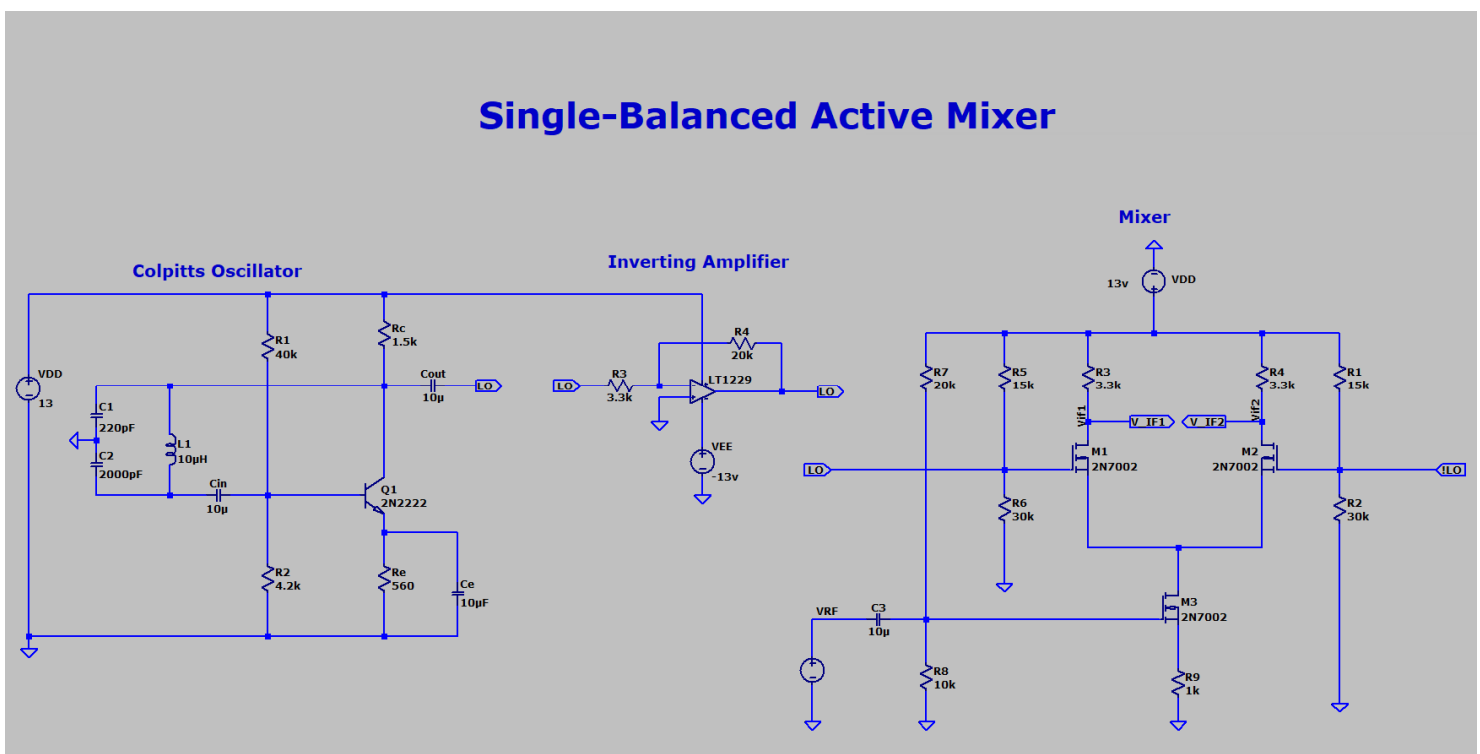 Single-Balanced Active Mixer
Colpitts Oscillator
VDD
13
R1
40k
Rc
1.5k
Cout
10µ
LO
C1
220pF
C2
2000pF
L1
10µH
Cin
10µ
Q1
2N2222
R2
4.2k
Re
560
Ce
10µF
Inverting Amplifier
LO
R3
3.3k
R4
20k
LT1229
LO
VEE
-13v
Mixer
13v
VDD
R7
20k
R5
15k
R3
3.3k
R4
3.3k
R1
15k
Vif1
V_IF1
V_IF2
Vif2
M1
2N7002
M2
2N7002
LO
!LO
R6
30k
R2
30k
VRF
C3
10µ
M3
2N7002
R8
10k
R9
1k